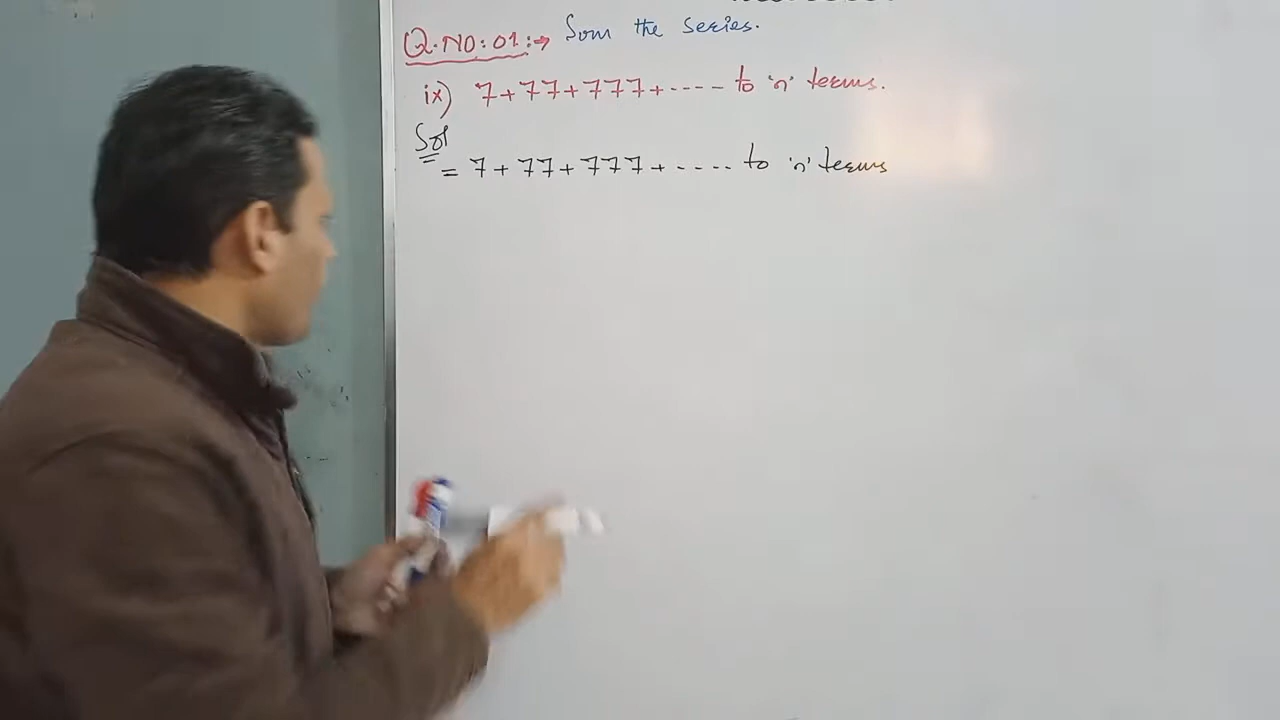 Q.NO:01:→ Sum the series.
ix) 7+77+777+---- to 'n' terms.
Sol
= 7+77+777+---- to 'n' terms